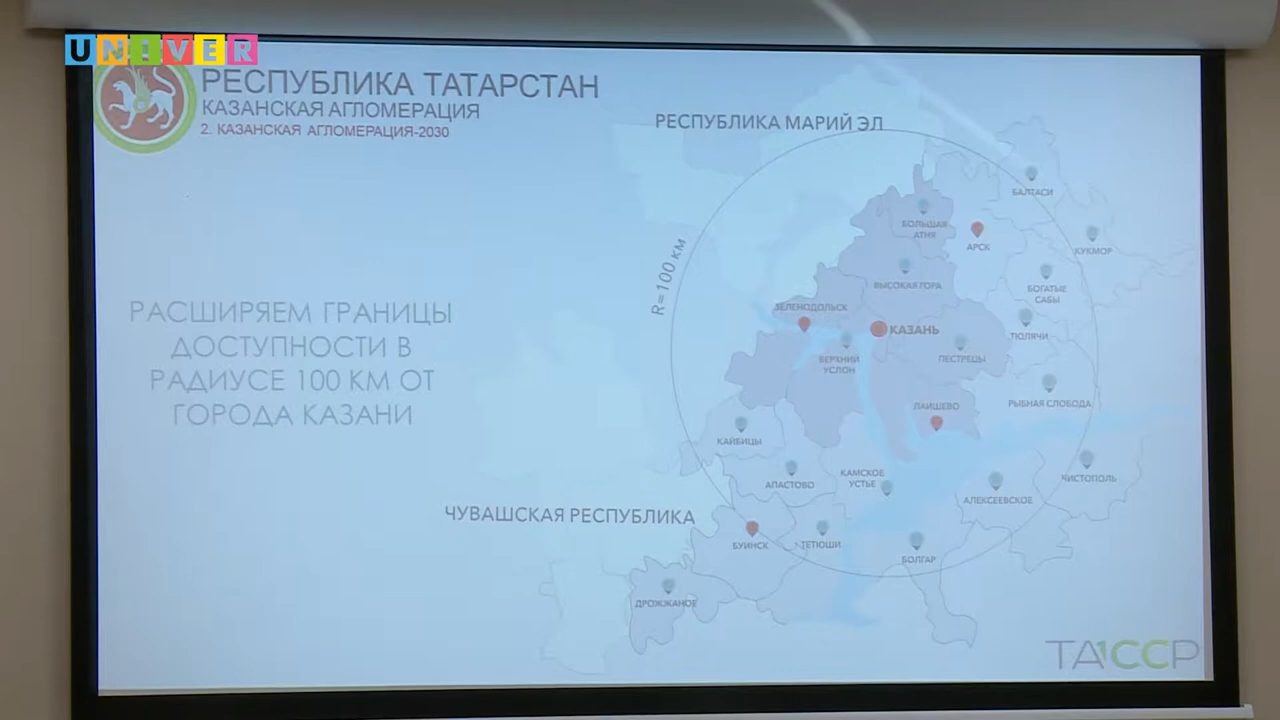 UNIVER
РЕСПУБЛИКА ТАТАРСТАН
КАЗАНСКАЯ АГЛОМЕРАЦИЯ
2. КАЗАНСКАЯ АГЛОМЕРАЦИЯ-2030
РЕСПУБЛИКА МАРИЙ ЭЛ
БАЛТАСИ
БОЛЬШАЯ
АТНЯ
АРСК
КУКМОР
R=100 КМ
ВЫСОКАЯ ГОРА
БОГАТЫЕ
САБЫ
РАСШИРЯЕМ ГРАНИЦЫ
ДОСТУПНОСТИ В
РАДИУСЕ 100 КМ ОТ
ГОРОДА КАЗАНИ
ЗЕЛЕНОДОЛЬСК
КАЗАНЬ
ТЮЛЯЧИ
ВЕРХНИЙ
УСЛОН
ПЕСТРЕЦЫ
ЛАИШЕВО
РЫБНАЯ СЛОБОДА
КАЙБИЦЫ
АПАСТОВО
КАМСКОЕ
УСТЬЕ
ЧИСТОПОЛЬ
АЛЕКСЕЕВСКОЕ
ЧУВАШСКАЯ РЕСПУБЛИКА
БУИНСК
ТЕТЮШИ
БОЛГАР
ДРОЖЖАНОЕ